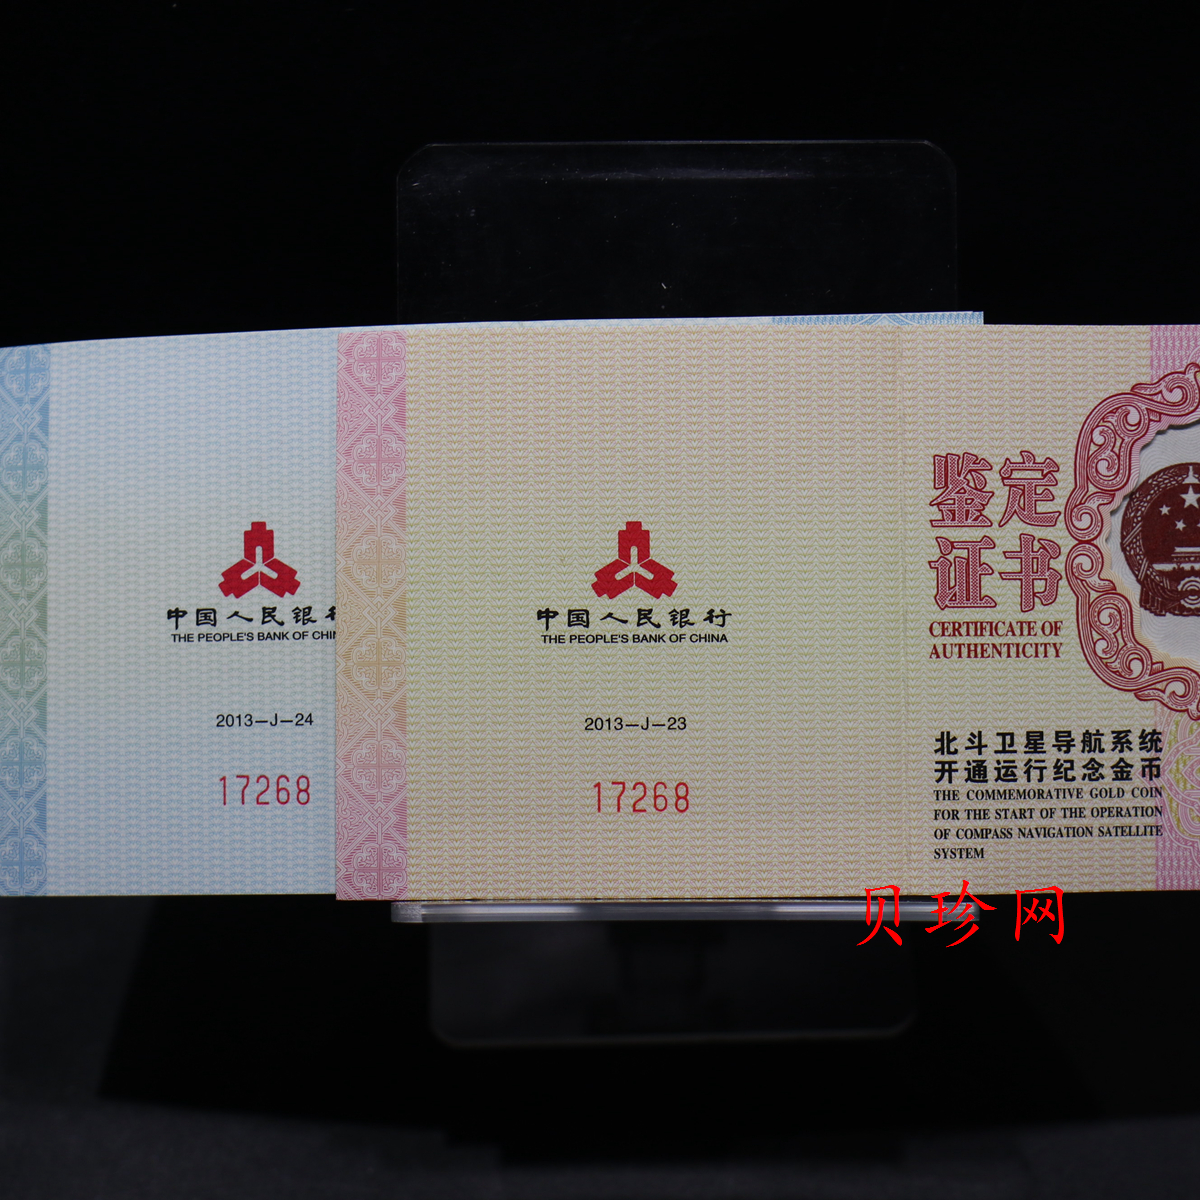 中国人民银行
THE PEOPLE'S BANK OF CHIN
2013-J-24
17268
中国人民银行
THE PEOPLE'S BANK OF CHINA
2013-J-23
17268
鉴定
证书
CERTIFICATE OF
AUTHENTICITY
北斗卫星导航系统
开通运行纪念金币
THE COMMEMORATIVE GOLD COIN
FOR THE START OF THE OPERATION
OF COMPASS NAVIGATION SATELLITE
SYSTEM
贝珍网